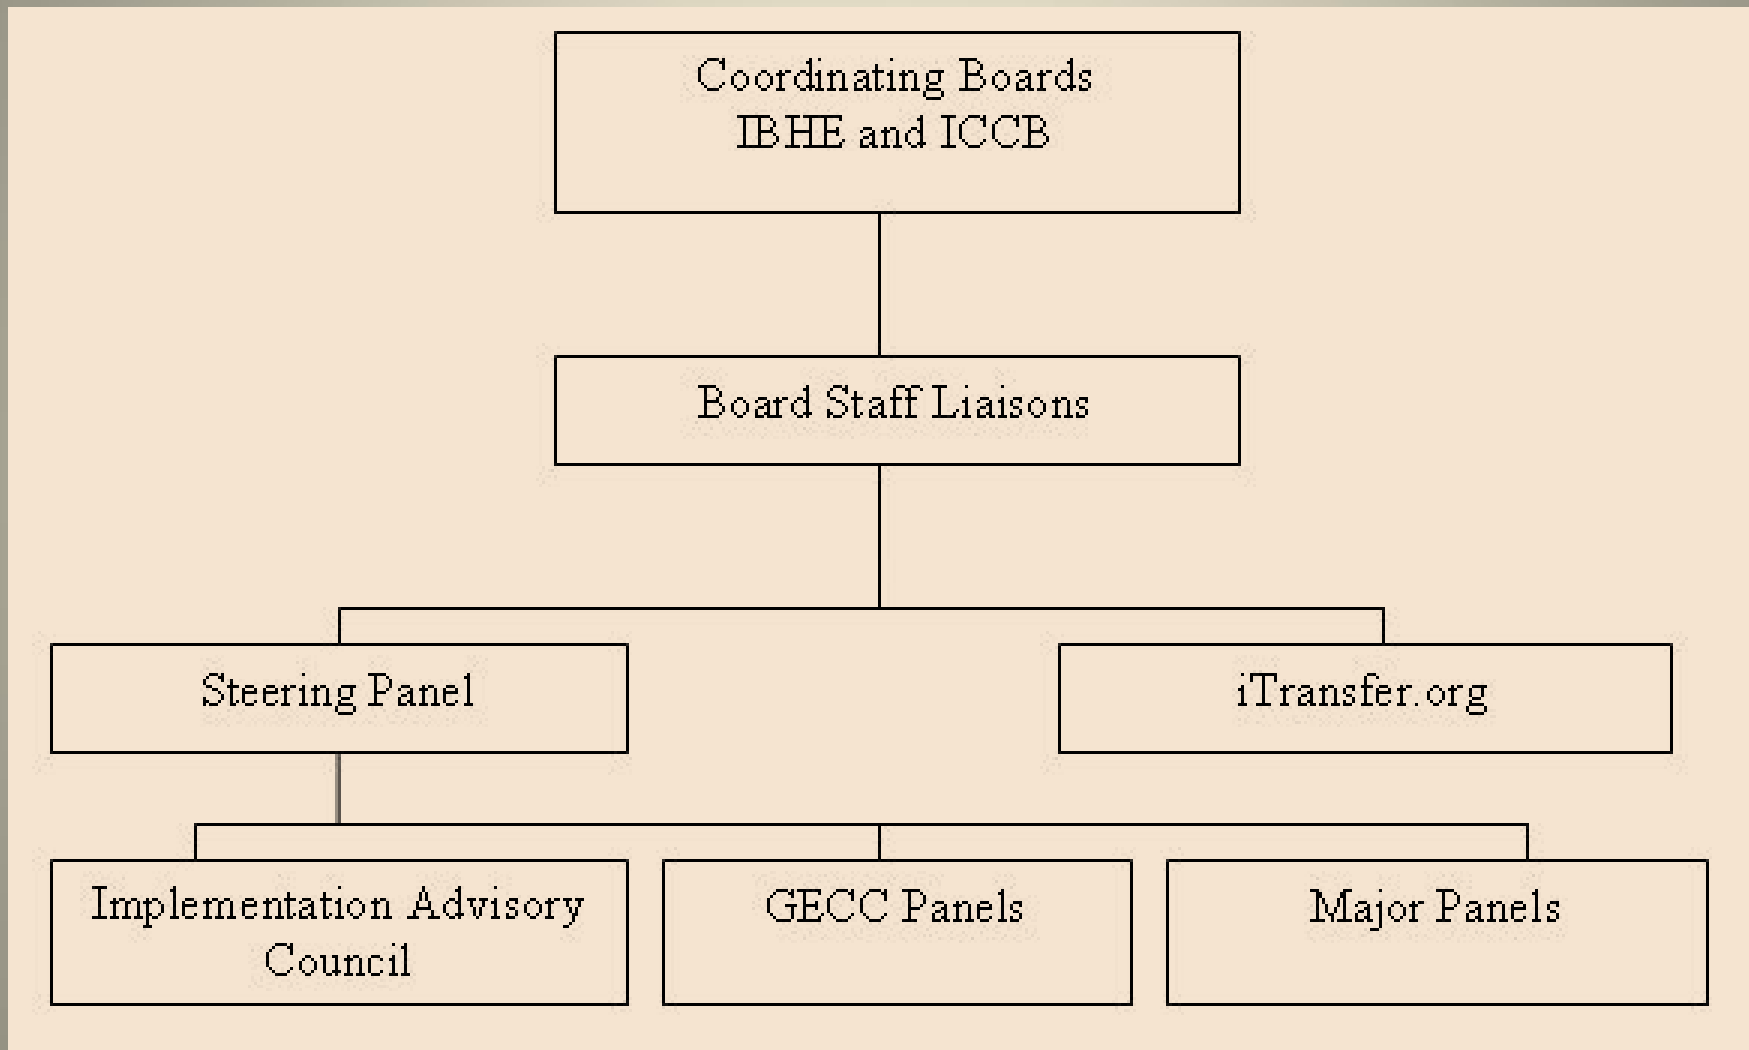 Coordinating Boards
IBHE and ICCB
Board Staff Liaisons
Steering Panel
iTransfer.org
Implementation Advisory
Council
GECC Panels
Major Panels